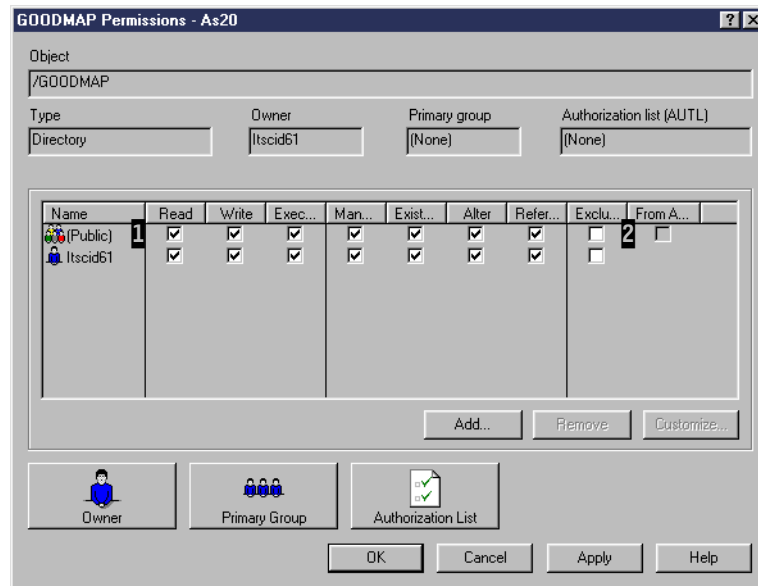 GOODMAP Permissions - As20
Object
/GOODMAP
Type Owner Primary group Authorization list (AUTL)
Directory Itscid61 (None) (None)
Name Read Write Exec... Man... Exist... Alter Refer... Exclu... From A...
(Public) 1 2
Itscid61
Add... Remove Customize...
Owner Primary Group Authorization List
OK Cancel Apply Help